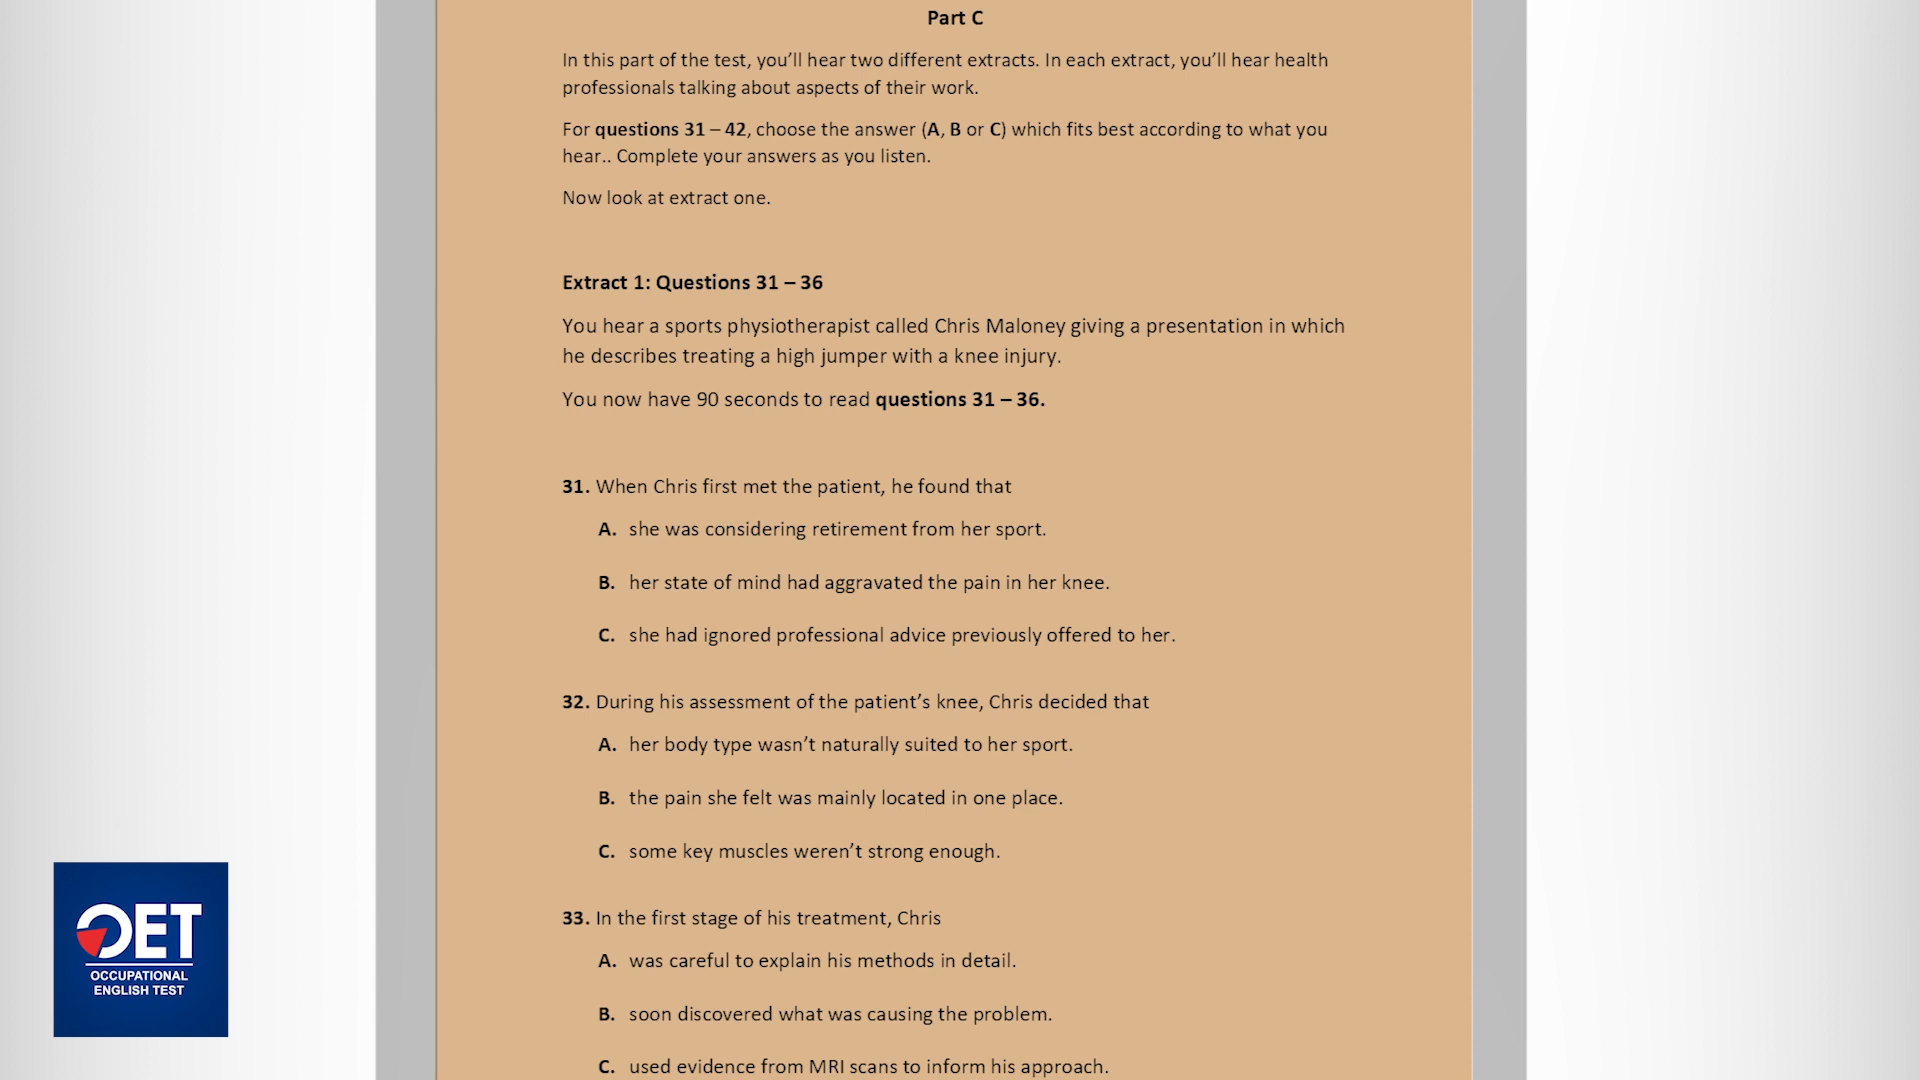 Part C
In this part of the test, you’ll hear two different extracts. In each extract, you’ll hear health
professionals talking about aspects of their work.
For questions 31 – 42, choose the answer (A, B or C) which fits best according to what you
hear.. Complete your answers as you listen.
Now look at extract one.
Extract 1: Questions 31 – 36
You hear a sports physiotherapist called Chris Maloney giving a presentation in which
he describes treating a high jumper with a knee injury.
You now have 90 seconds to read questions 31 – 36.
31. When Chris first met the patient, he found that
A. she was considering retirement from her sport.
B. her state of mind had aggravated the pain in her knee.
C. she had ignored professional advice previously offered to her.
32. During his assessment of the patient’s knee, Chris decided that
A. her body type wasn’t naturally suited to her sport.
B. the pain she felt was mainly located in one place.
C. some key muscles weren’t strong enough.
33. In the first stage of his treatment, Chris
A. was careful to explain his methods in detail.
B. soon discovered what was causing the problem.
C. used evidence from MRI scans to inform his approach.
OET
OCCUPATIONAL
ENGLISH TEST